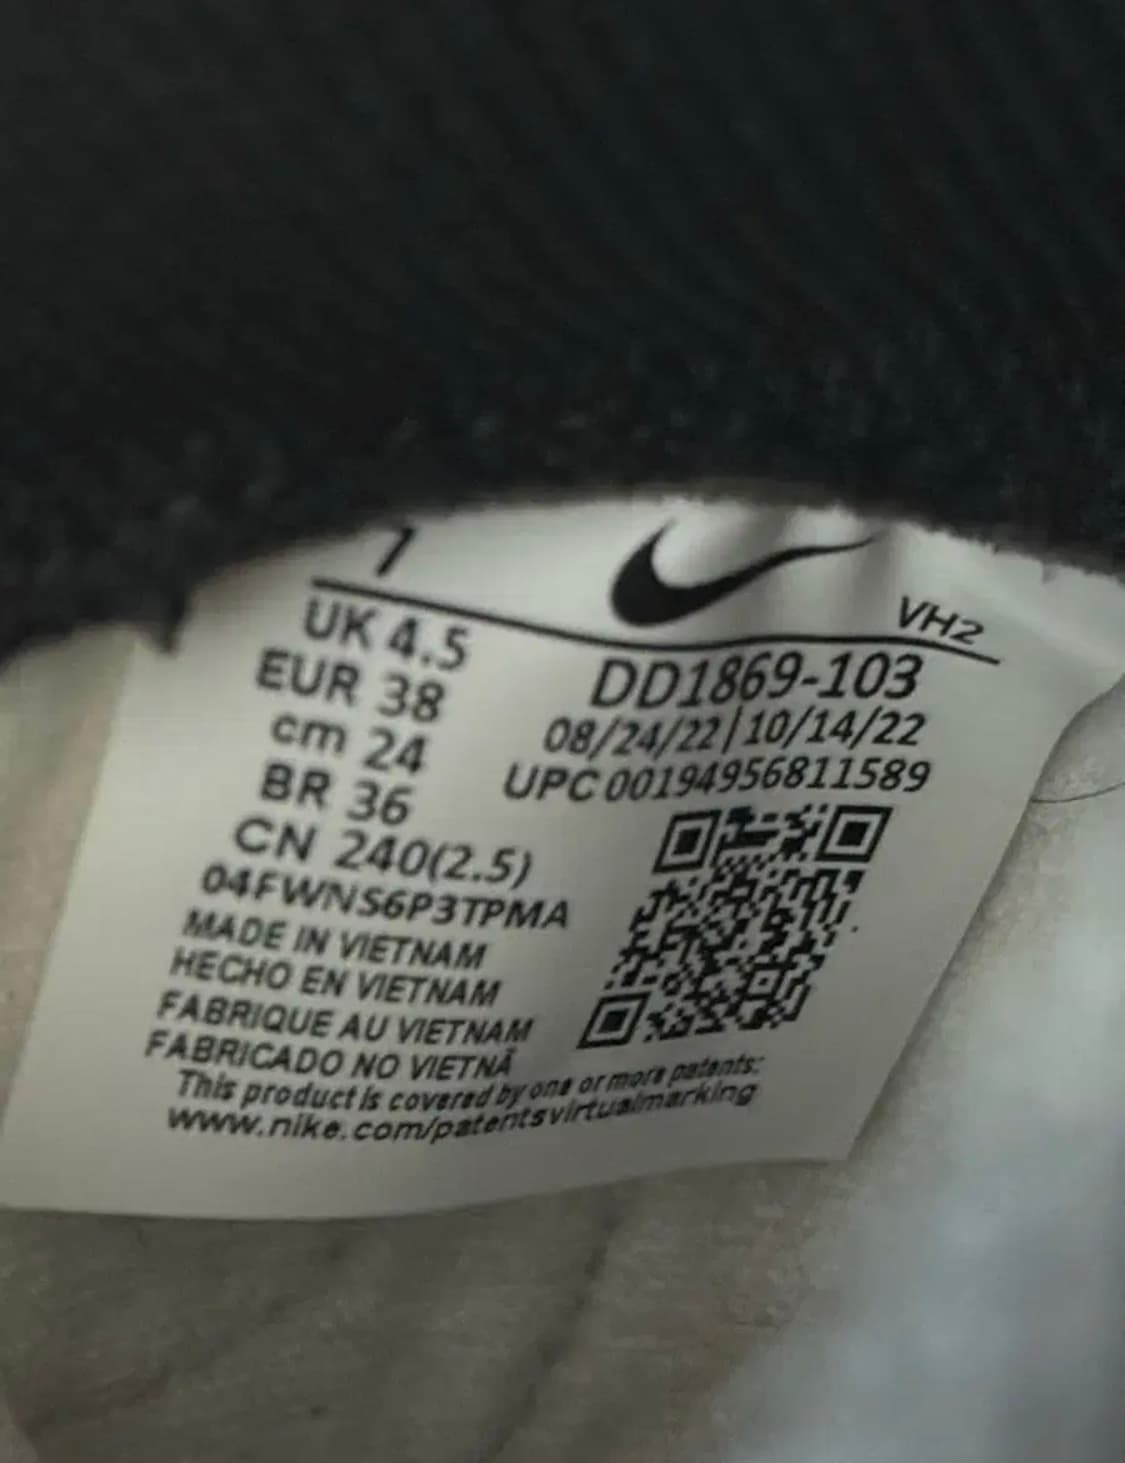 7
UK 4.5
EUR 38
cm 24
BR 36
CN 240(2.5)
04FWNS6P3TPMA
MADE IN VIETNAM
HECHO EN VIETNAM
FABRIQUE AU VIETNAM
FABRICADO NO VIETNÃ
This product is covered by one or more patents:
www.nike.com/patentsvirtualmarking
VH2
DD1869-103
08/24/22|10/14/22
UPC 00194956811589